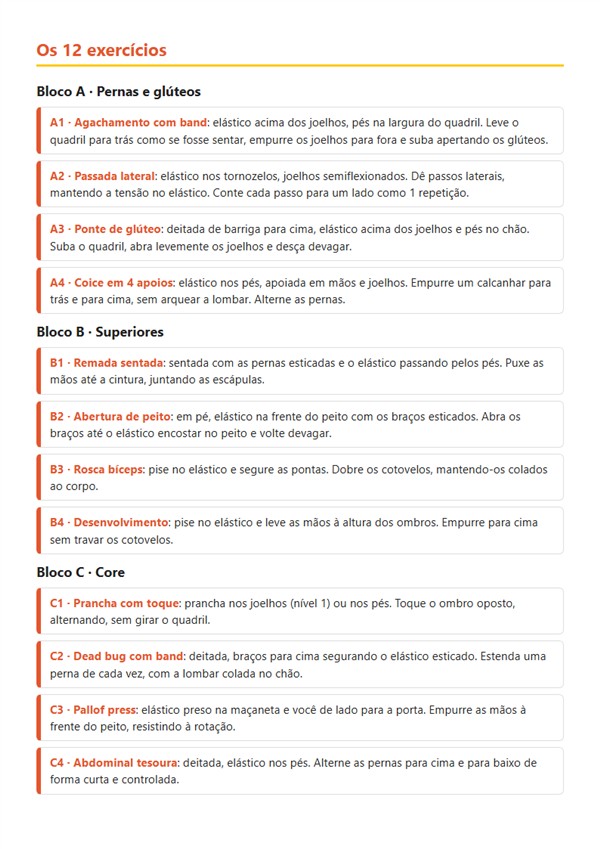 Os 12 exercícios
Bloco A · Pernas e glúteos
A1 · Agachamento com band: elástico acima dos joelhos, pés na largura do quadril. Leve o
quadril para trás como se fosse sentar, empurre os joelhos para fora e suba apertando os glúteos.
A2 · Passada lateral: elástico nos tornozelos, joelhos semiflexionados. Dê passos laterais,
mantendo a tensão no elástico. Conte cada passo para um lado como 1 repetição.
A3 · Ponte de glúteo: deitada de barriga para cima, elástico acima dos joelhos e pés no chão.
Suba o quadril, abra levemente os joelhos e desça devagar.
A4 · Coice em 4 apoios: elástico nos pés, apoiada em mãos e joelhos. Empurre um calcanhar para
trás e para cima, sem arquear a lombar. Alterne as pernas.
Bloco B · Superiores
B1 · Remada sentada: sentada com as pernas esticadas e o elástico passando pelos pés. Puxe as
mãos até a cintura, juntando as escápulas.
B2 · Abertura de peito: em pé, elástico na frente do peito com os braços esticados. Abra os
braços até o elástico encostar no peito e volte devagar.
B3 · Rosca bíceps: pise no elástico e segure as pontas. Dobre os cotovelos, mantendo-os colados
ao corpo.
B4 · Desenvolvimento: pise no elástico e leve as mãos à altura dos ombros. Empurre para cima
sem travar os cotovelos.
Bloco C · Core
C1 · Prancha com toque: prancha nos joelhos (nível 1) ou nos pés. Toque o ombro oposto,
alternando, sem girar o quadril.
C2 · Dead bug com band: deitada, braços para cima segurando o elástico esticado. Estenda uma
perna de cada vez, com a lombar colada no chão.
C3 · Pallof press: elástico preso na maçaneta e você de lado para a porta. Empurre as mãos à
frente do peito, resistindo à rotação.
C4 · Abdominal tesoura: deitada, elástico nos pés. Alterne as pernas para cima e para baixo de
forma curta e controlada.